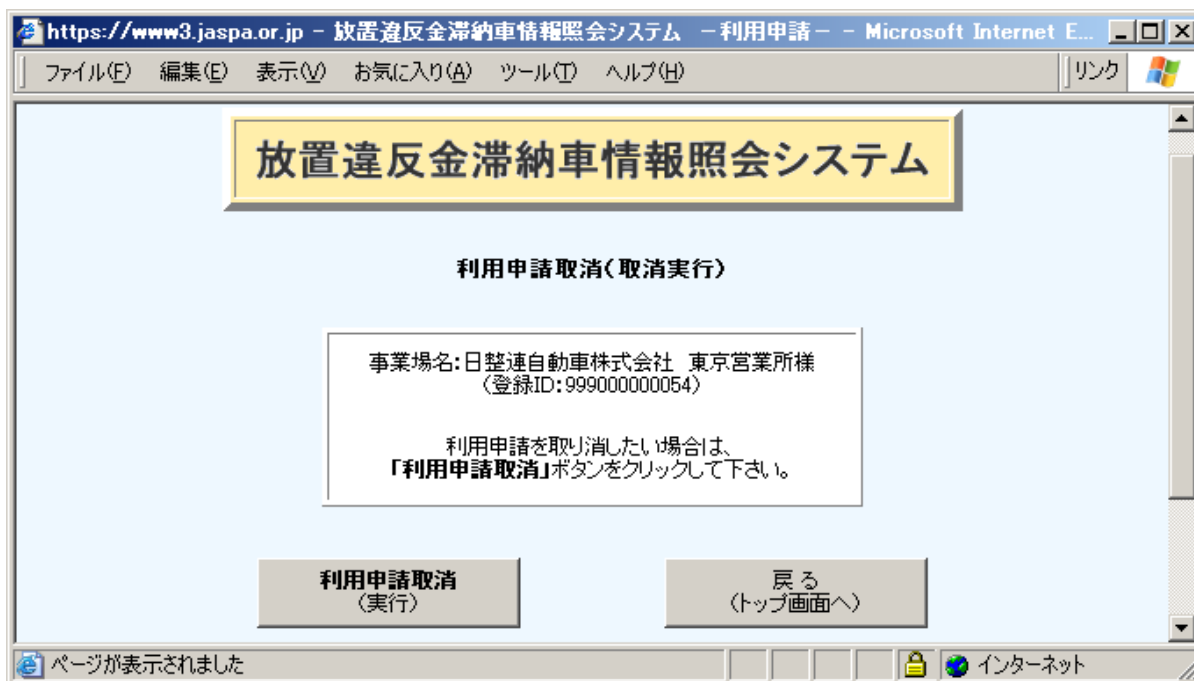 https://www3.jaspa.or.jp - 放置違反金滞納車情報照会システム －利用申請－ - Microsoft Internet E...
ファイル(F) 編集(E) 表示(V) お気に入り(A) ツール(T) ヘルプ(H) リンク
放置違反金滞納車情報照会システム
利用申請取消(取消実行)
事業場名:日整連自動車株式会社　東京営業所様
(登録ID:999000000054)
利用申請を取り消したい場合は、
「利用申請取消」ボタンをクリックして下さい。
利用申請取消
(実行)
戻る
(トップ画面へ)
ページが表示されました インターネット